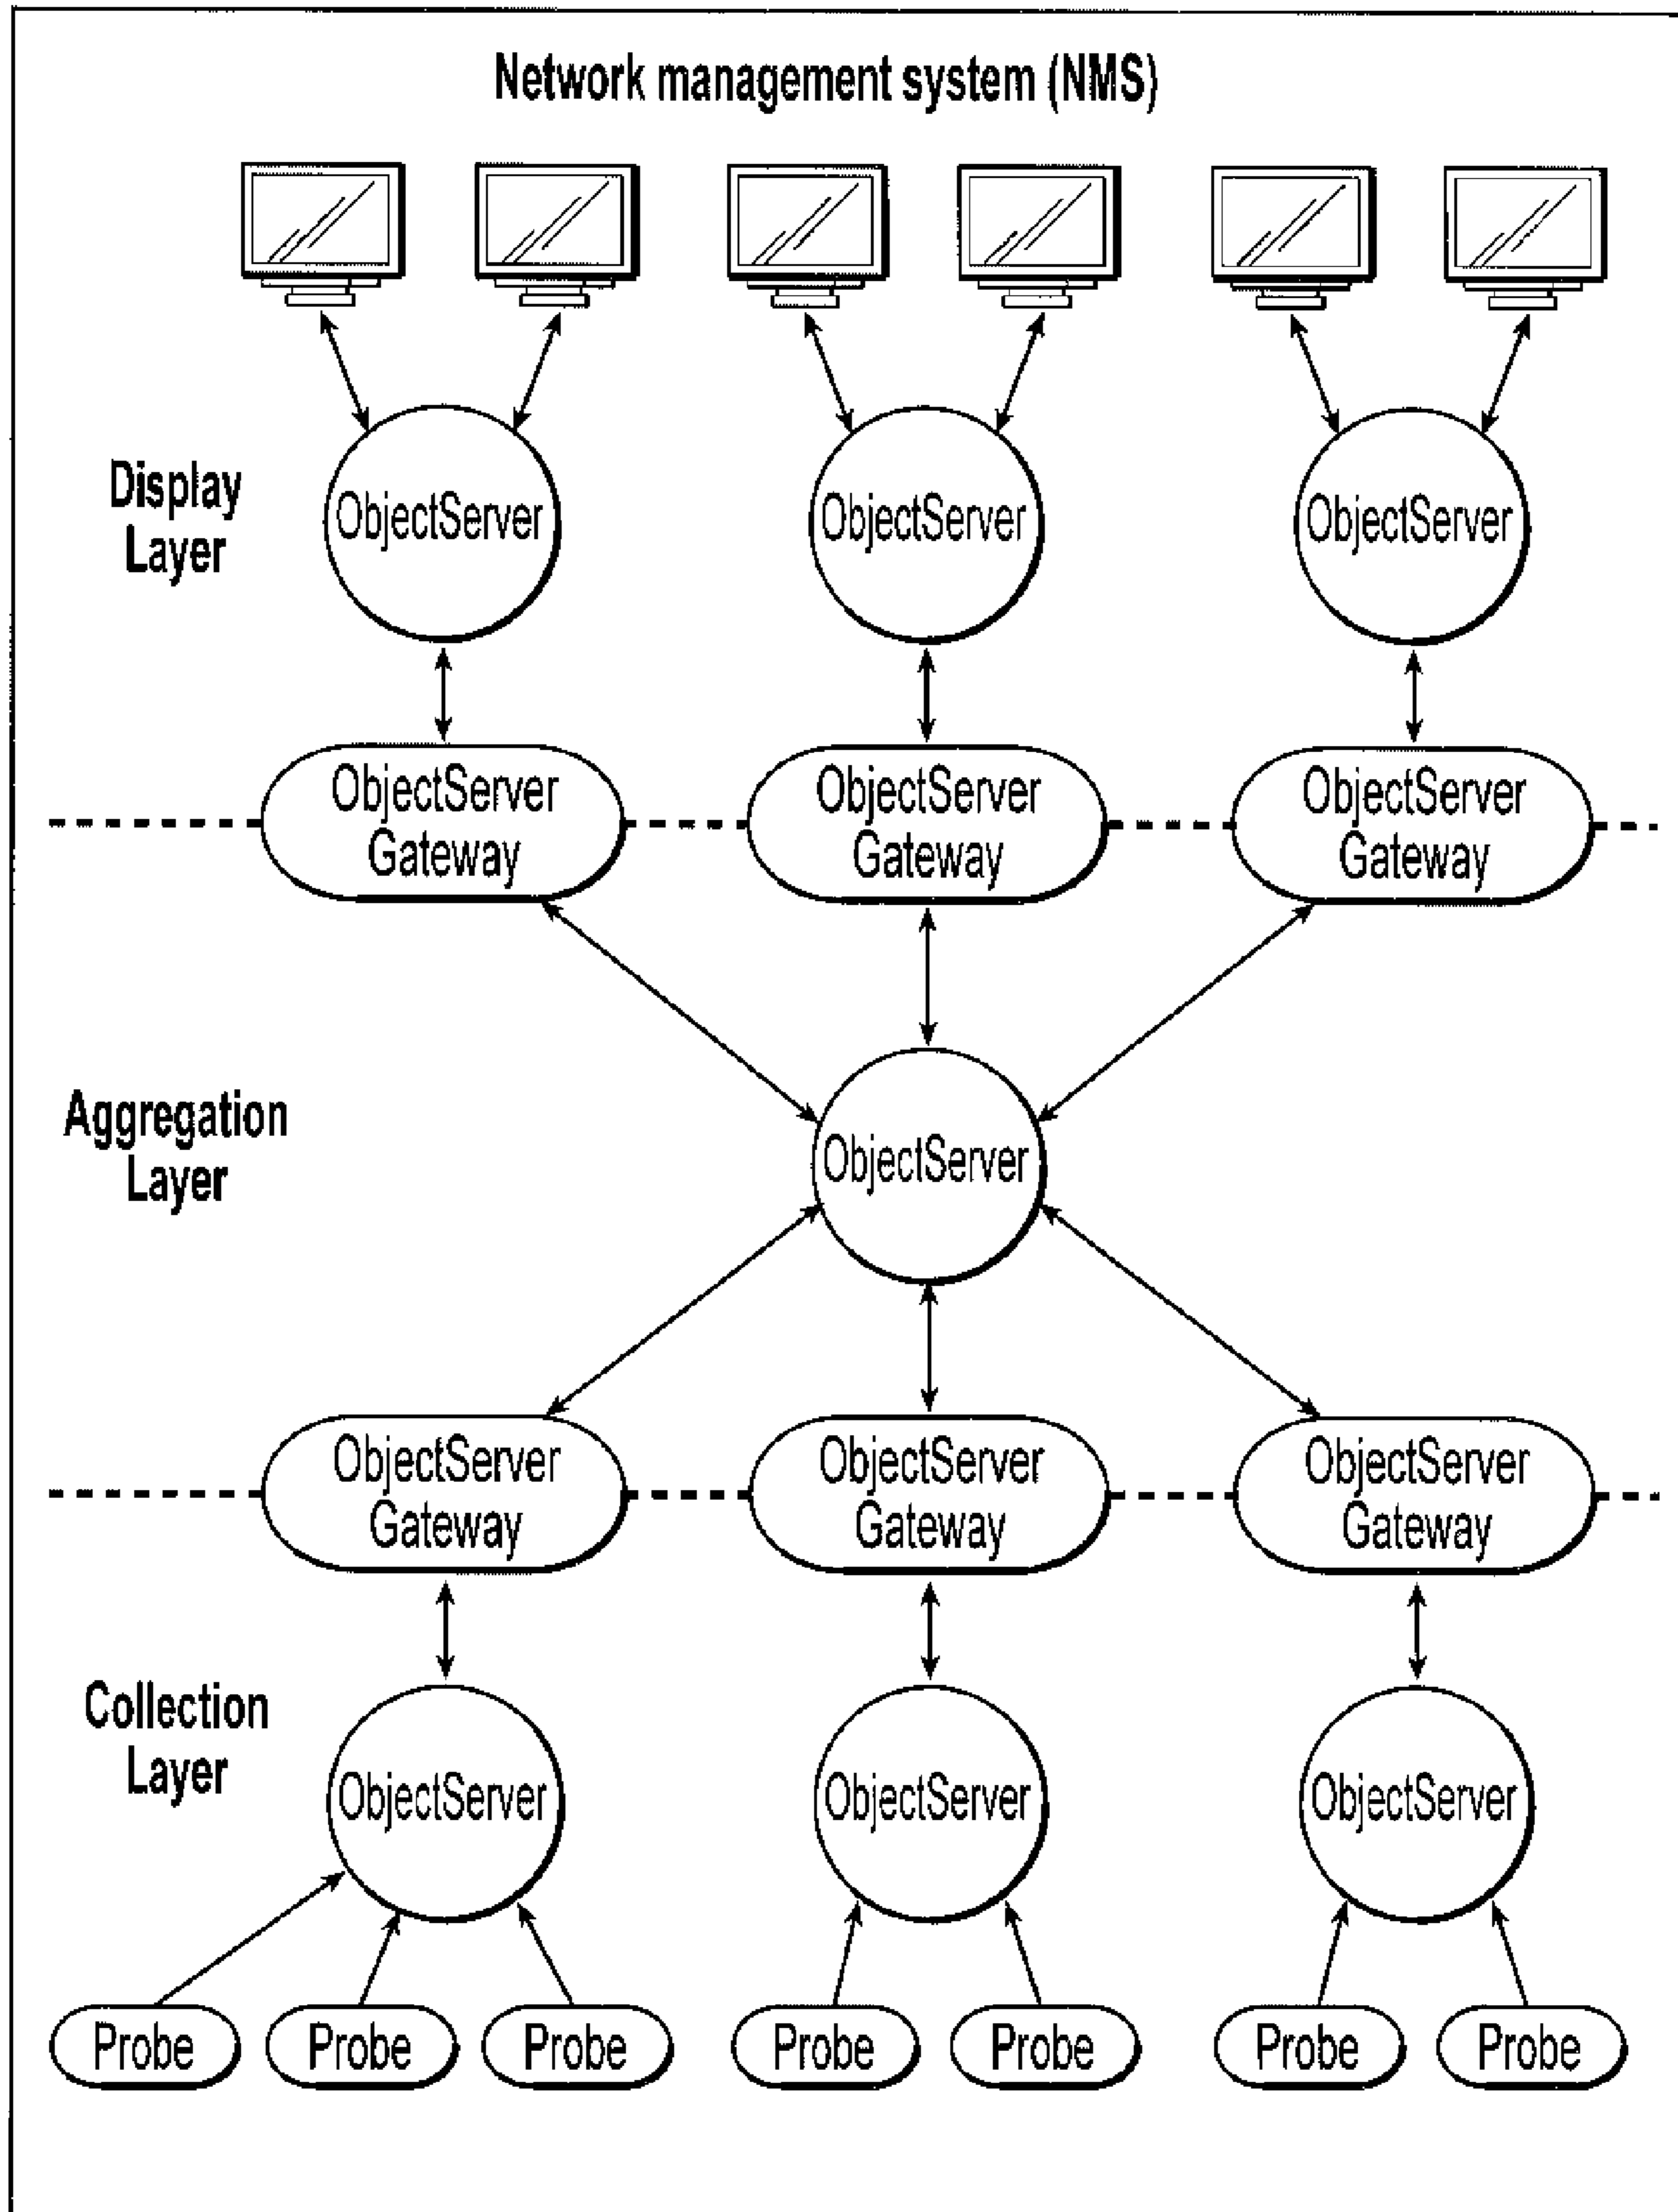 Network management system (NMS)
Display
Layer
ObjectServer
ObjectServer
ObjectServer
ObjectServer
Gateway
ObjectServer
Gateway
ObjectServer
Gateway
Aggregation
Layer
ObjectServer
ObjectServer
Gateway
ObjectServer
Gateway
ObjectServer
Gateway
Collection
Layer
ObjectServer
ObjectServer
ObjectServer
Probe
Probe
Probe
Probe
Probe
Probe
Probe